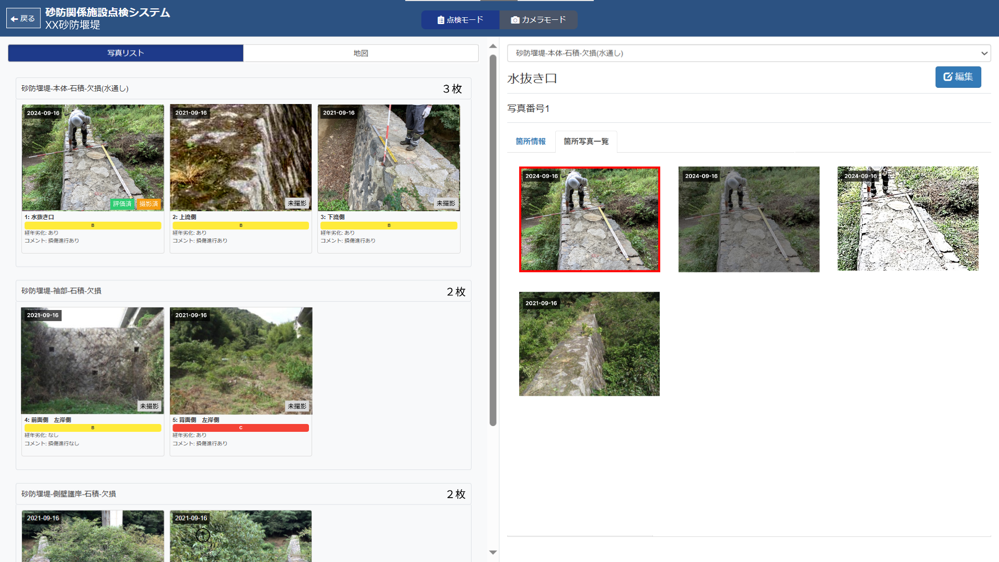 戻る
砂防関係施設点検システム
XX砂防堰堤
点検モード
カメラモード
写真リスト
地図
砂防堰堤-本体-石積-欠損(水通し)
3枚
2024-09-16
評価済
撮影済
1: 水抜き口
B
経年劣化: あり
コメント: 損傷進行あり
2021-09-16
未撮影
2: 上流側
B
経年劣化: あり
コメント: 損傷進行あり
2021-09-16
未撮影
3: 下流側
B
経年劣化: あり
コメント: 損傷進行あり
砂防堰堤-袖部-石積-欠損
2枚
2021-09-16
未撮影
4: 前面側　左岸側
B
経年劣化: なし
コメント: 損傷進行なし
2021-09-16
未撮影
5: 背面側　左岸側
C
経年劣化: あり
コメント: 損傷進行あり
砂防堰堤-側壁護岸-石積-欠損
2枚
2021-09-16
2021-09-16
①
砂防堰堤-本体-石積-欠損(水通し)
水抜き口
編集
写真番号1
箇所情報
箇所写真一覧
2024-09-16
2024-09-16
2024-09-16
2021-09-16